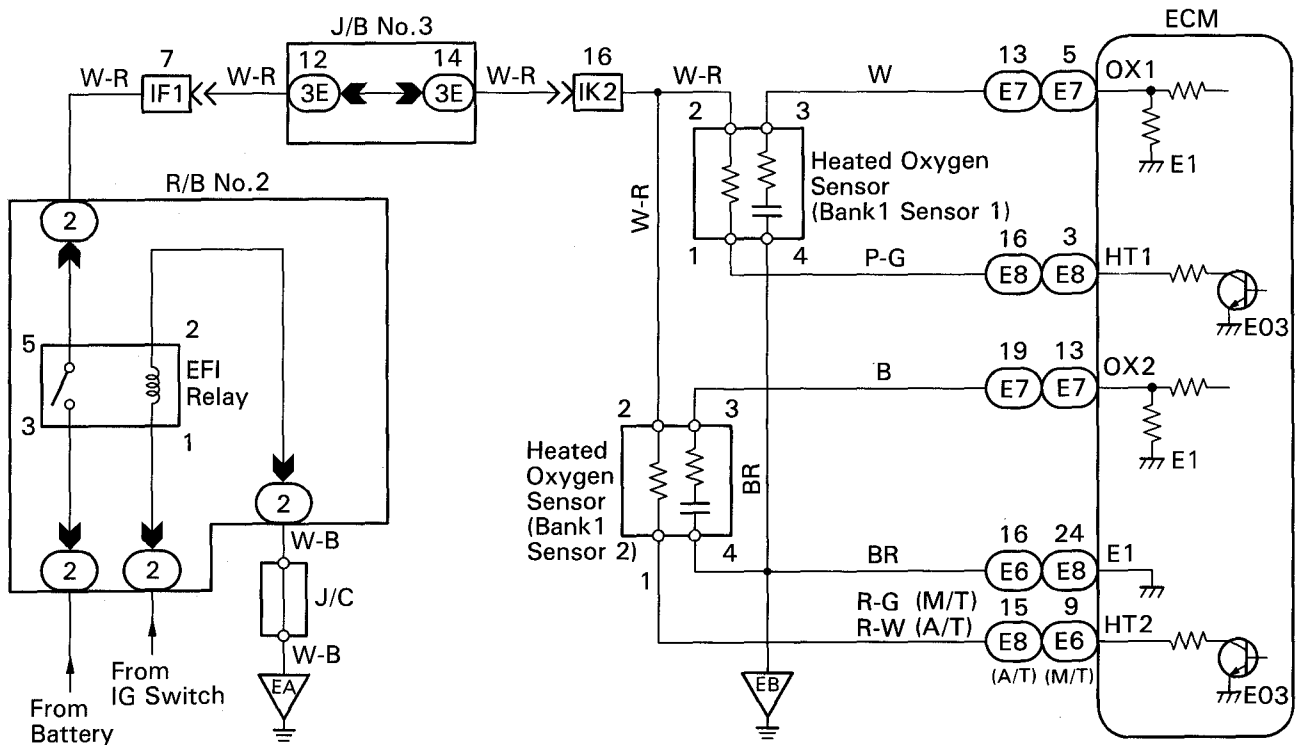 ECM
J/B No.3
7
12
14
16
W-R
IF1
W-R
3E
3E
W-R
IK2
W-R
W
13
5
E7
E7
OX1
E1
2
3
Heated Oxygen
Sensor
(Bank1 Sensor 1)
1
4
W-R
P-G
16
3
E8
E8
HT1
E03
R/B No.2
2
5
2
EFI
Relay
3
1
2
2
2
W-B
J/C
W-B
EA
From
Battery
From
IG Switch
B
19
13
E7
E7
OX2
E1
2
3
Heated
Oxygen
Sensor
(Bank1
Sensor 2)
1
4
BR
BR
16
24
E6
E8
E1
R-G (M/T)
R-W (A/T)
15
9
E8
E6
(A/T)
(M/T)
HT2
E03
EB